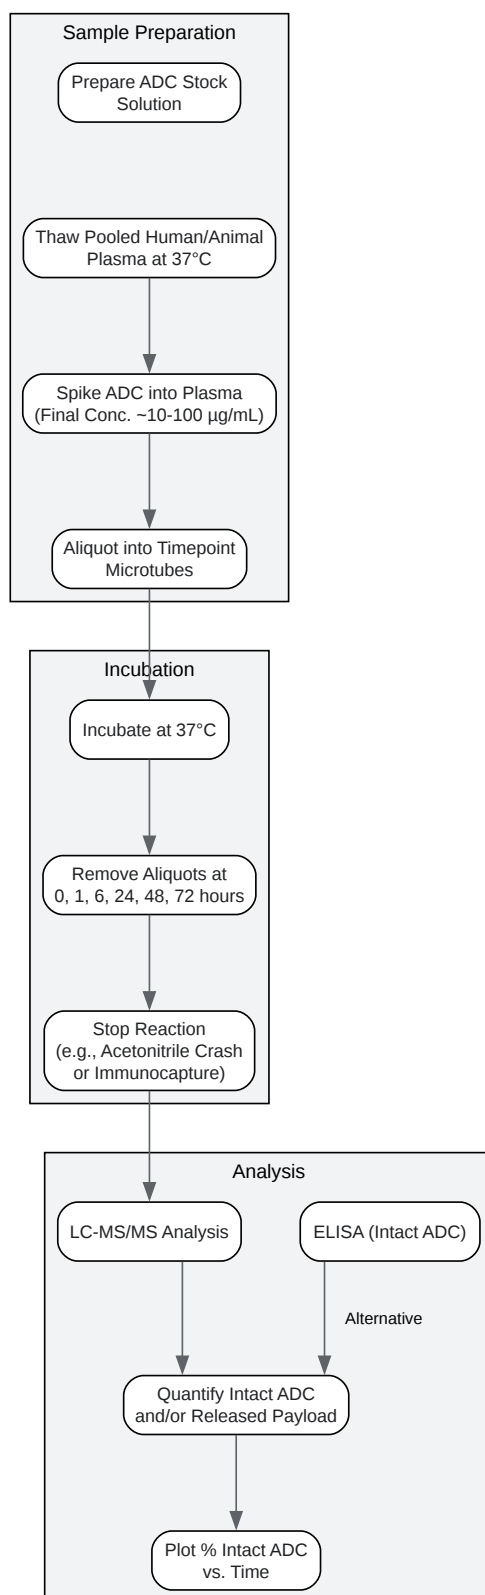 Sample Preparation
Prepare ADC Stock
Solution
Thaw Pooled Human/Animal
Plasma at 37°C
Spike ADC into Plasma
(Final Conc. ~10-100 µg/mL)
Aliquot into Timepoint
Microtubes
Incubation
Incubate at 37°C
Remove Aliquots at
0, 1, 6, 24, 48, 72 hours
Stop Reaction
(e.g., Acetonitrile Crash
or Immunocapture)
Analysis
LC-MS/MS Analysis
ELISA (Intact ADC)
Alternative
Quantify Intact ADC
and/or Released Payload
Plot % Intact ADC
vs. Time